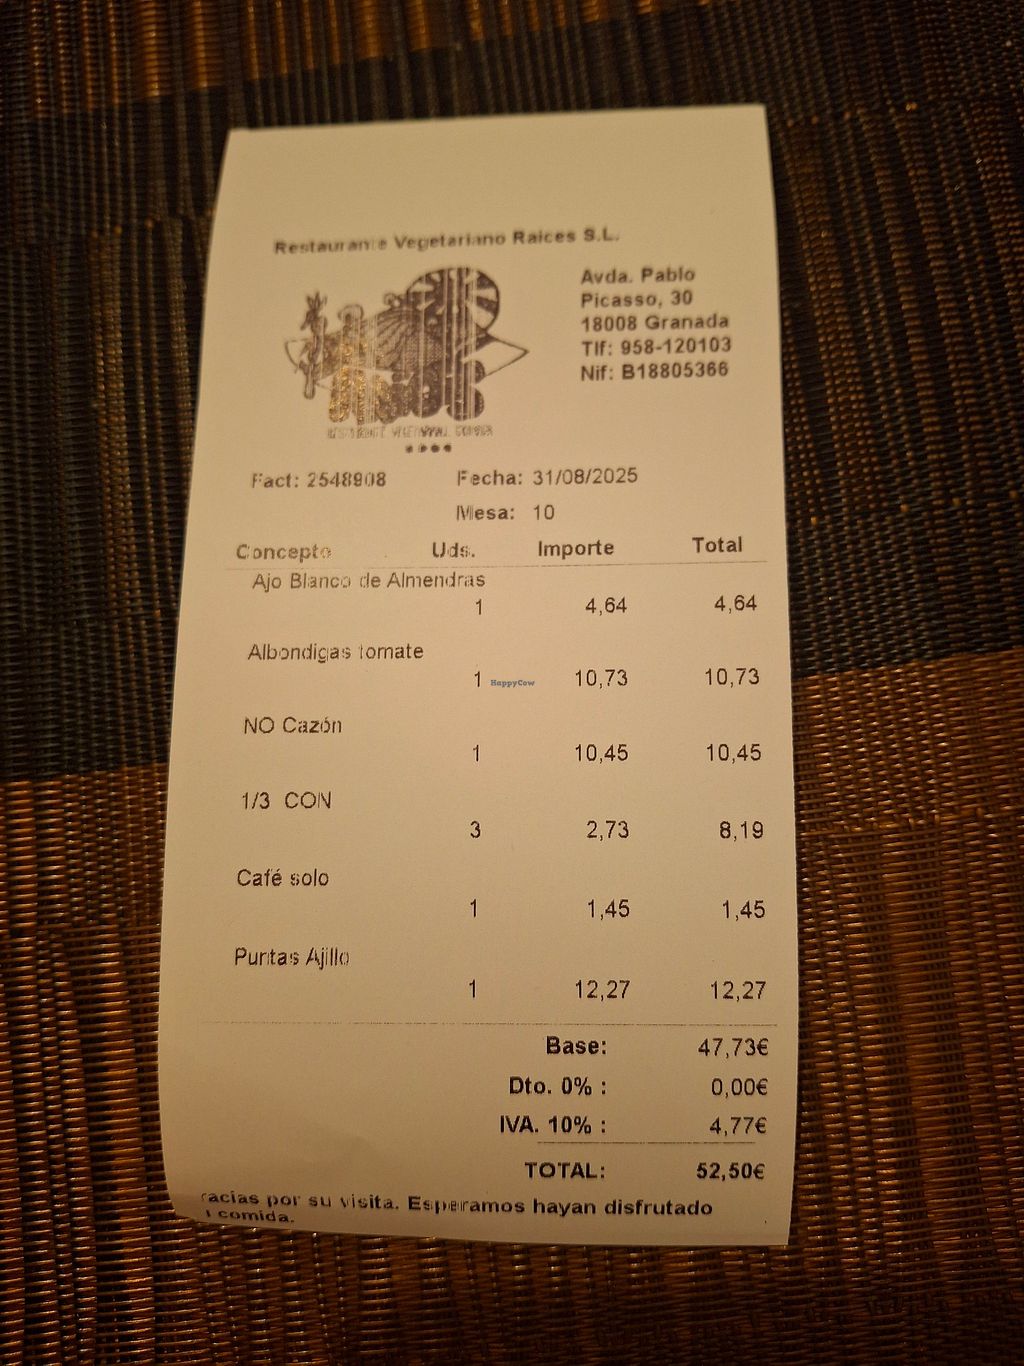 Restaurante Vegetariano Raices S.L.
Avda. Pablo
Picasso, 30
18008 Granada
Tlf: 958-120103
Nif: B18805366
Fact: 2548908 Fecha: 31/08/2025
Mesa: 10
Concepto Uds. Importe Total
Ajo Blanco de Almendras
1 4,64 4,64
Albondigas tomate
1 10,73 10,73
HappyCow
NO Cazón
1 10,45 10,45
1/3 CON
3 2,73 8,19
Café solo
1 1,45 1,45
Puntas Ajillo
1 12,27 12,27
Base: 47,73€
Dto. 0% : 0,00€
IVA. 10% : 4,77€
TOTAL: 52,50€
racias por su visita. Esperamos hayan disfrutado
comida.